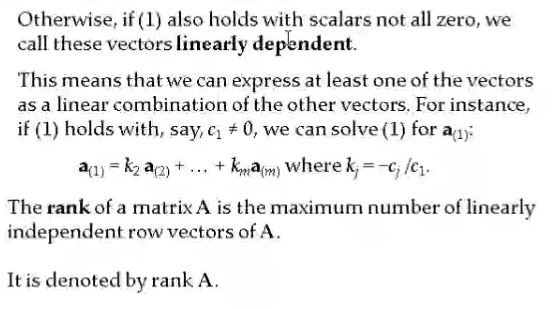 Otherwise, if (1) also holds with scalars not all zero, we
call these vectors linearly dependent.
This means that we can express at least one of the vectors
as a linear combination of the other vectors. For instance,
if (1) holds with, say, c₁ ≠ 0, we can solve (1) for a₍₁₎:
a₍₁₎ = k₂ a₍₂₎ + ... + kₘa₍ₘ₎ where kⱼ = −cⱼ /c₁.
The rank of a matrix A is the maximum number of linearly
independent row vectors of A.
It is denoted by rank A.